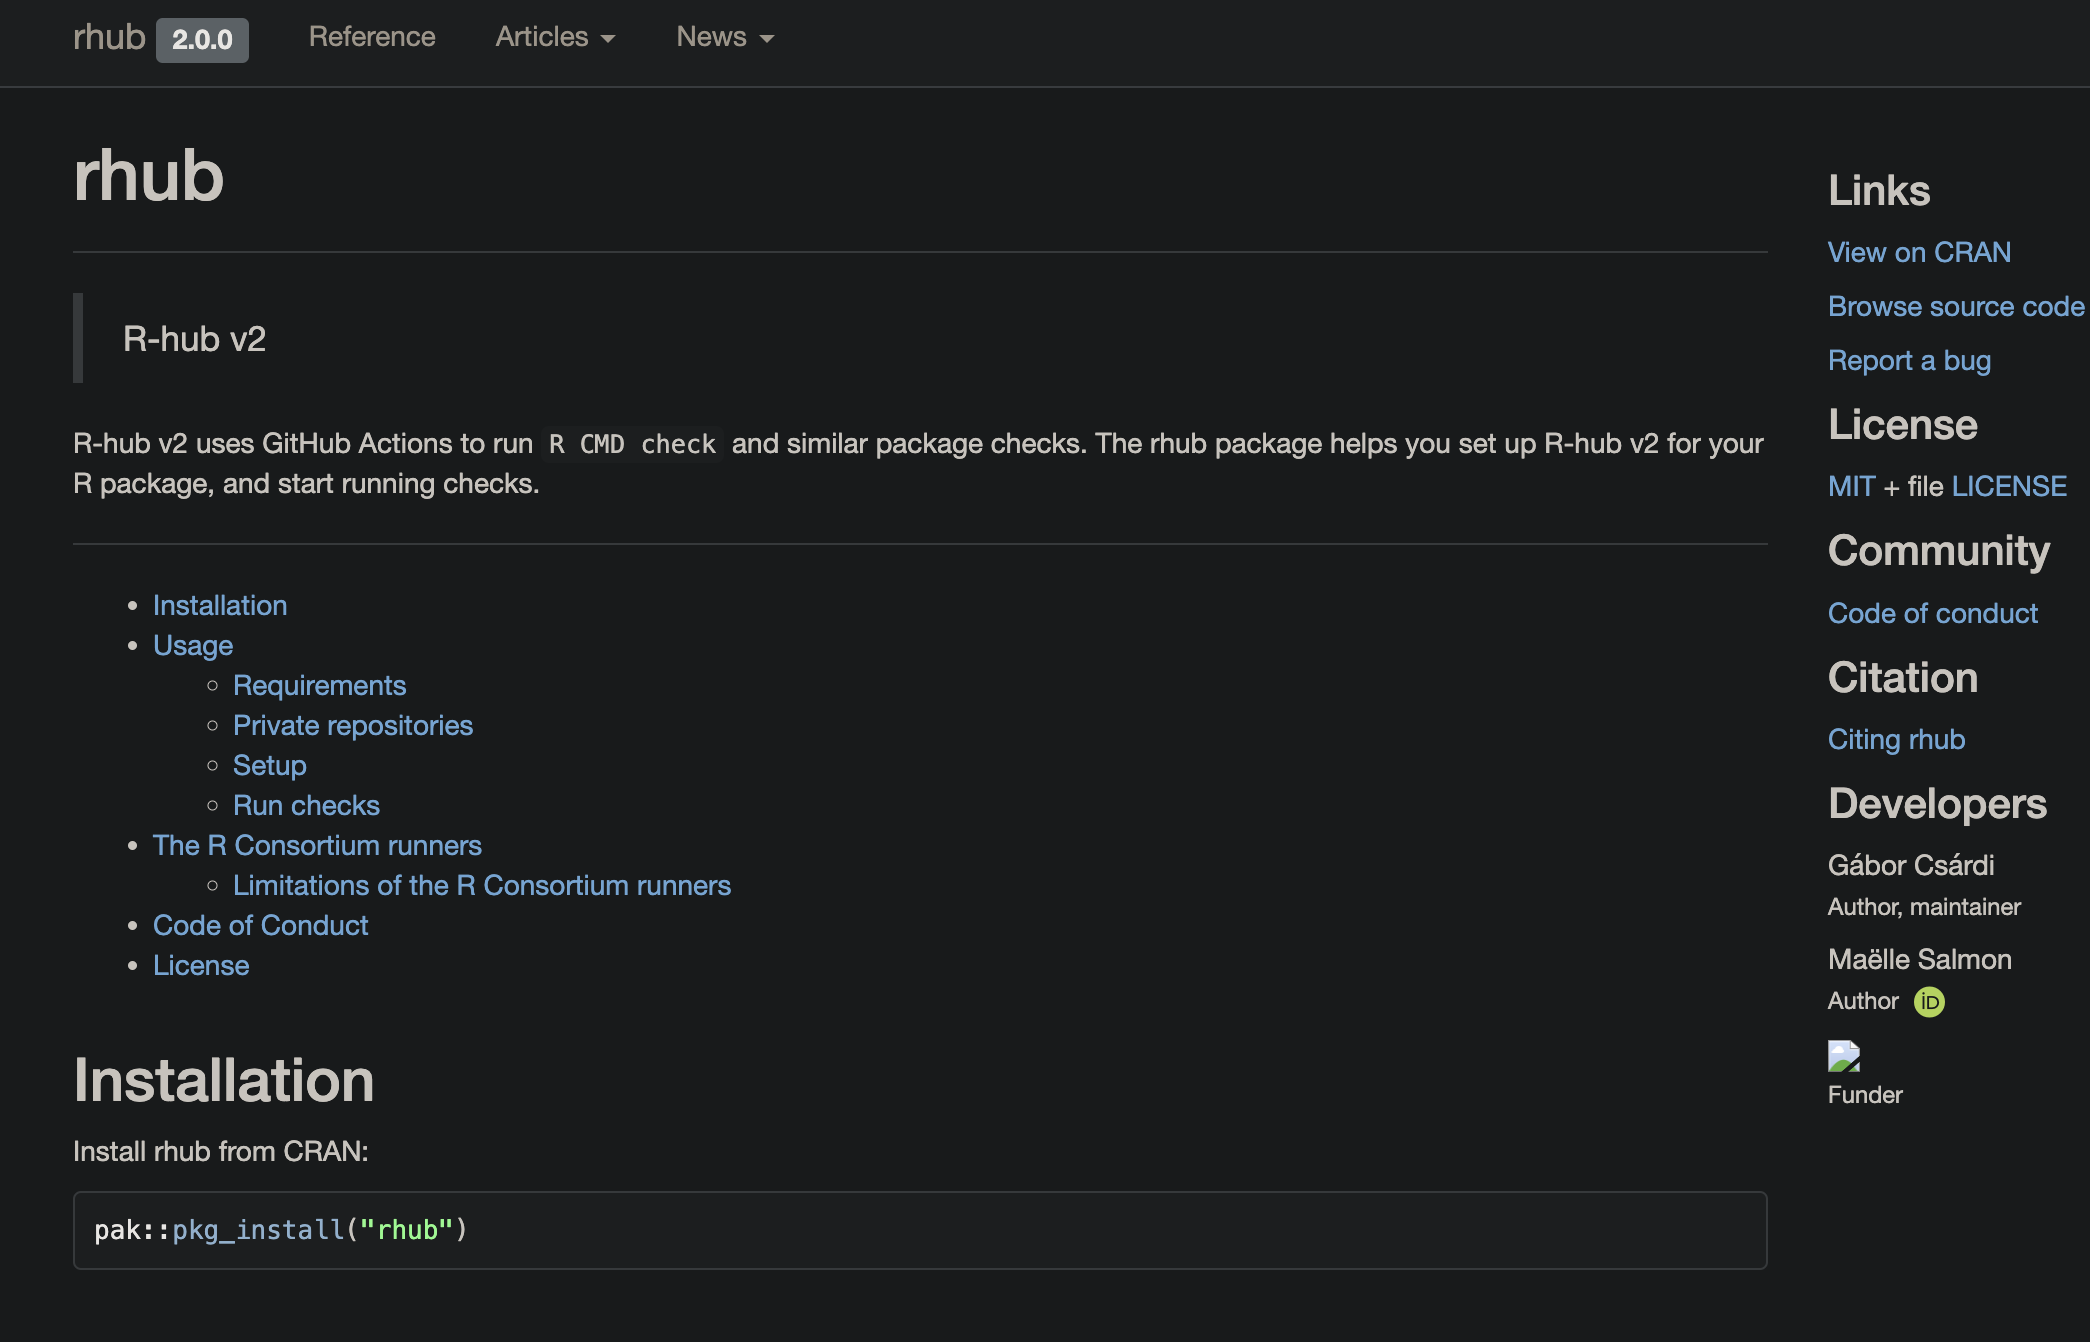 rhub 2.0.0 Reference Articles News
rhub
R-hub v2
R-hub v2 uses GitHub Actions to run R CMD check and similar package checks. The rhub package helps you set up R-hub v2 for your
R package, and start running checks.
Installation
Usage
Requirements
Private repositories
Setup
Run checks
The R Consortium runners
Limitations of the R Consortium runners
Code of Conduct
License
Installation
Install rhub from CRAN:
pak::pkg_install("rhub")
Links
View on CRAN
Browse source code
Report a bug
License
MIT + file LICENSE
Community
Code of conduct
Citation
Citing rhub
Developers
Gábor Csárdi
Author, maintainer
Maëlle Salmon
Author iD
Funder